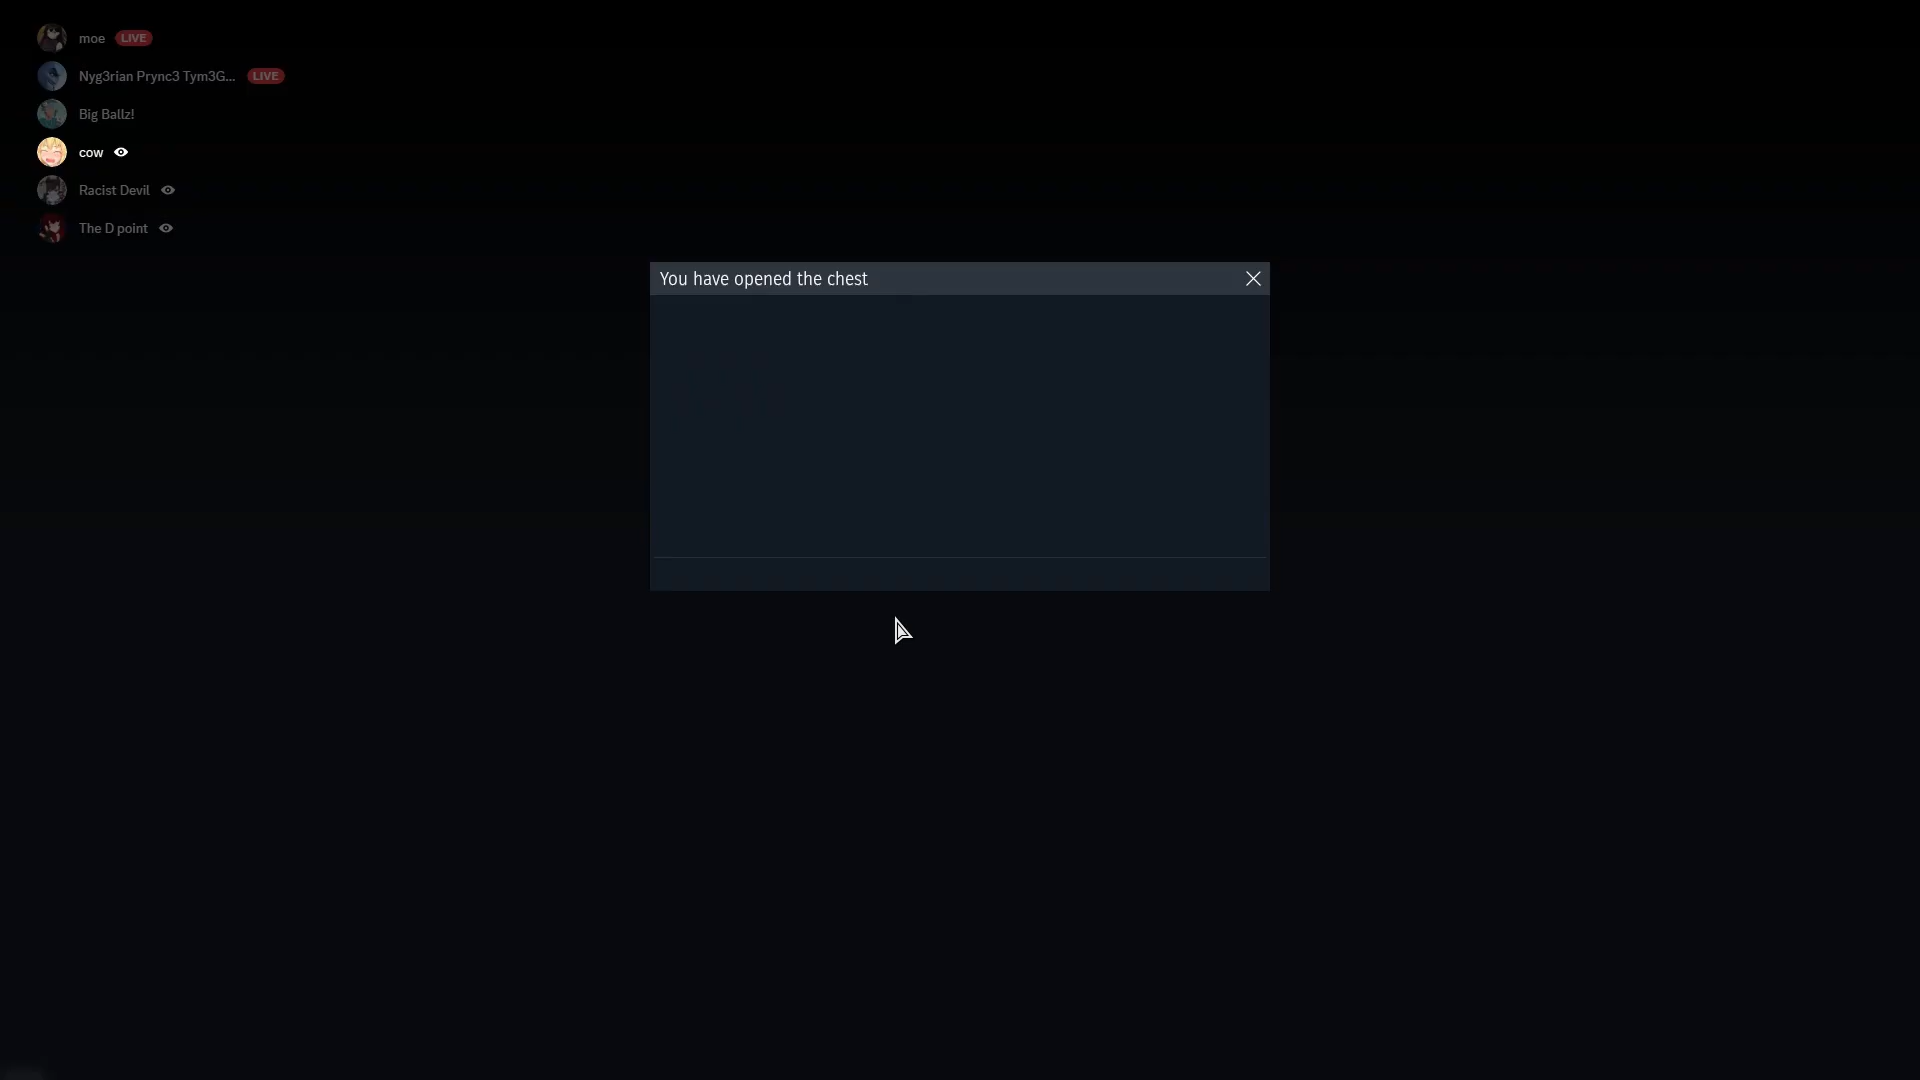 moe LIVE
Nyg3rian Prync3 Tym3G... LIVE
Big Ballz!
cow
Racist Devil
The D point
You have opened the chest